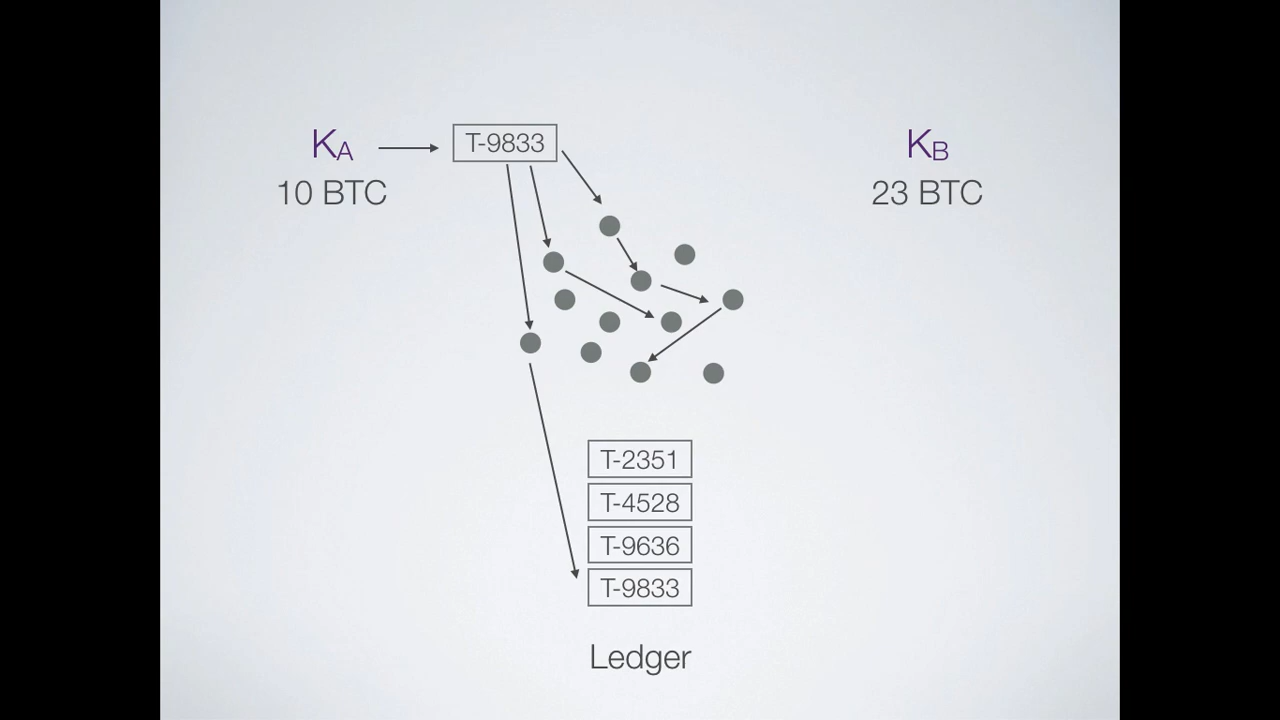 KA
10 BTC
T-9833
KB
23 BTC
T-2351
T-4528
T-9636
T-9833
Ledger